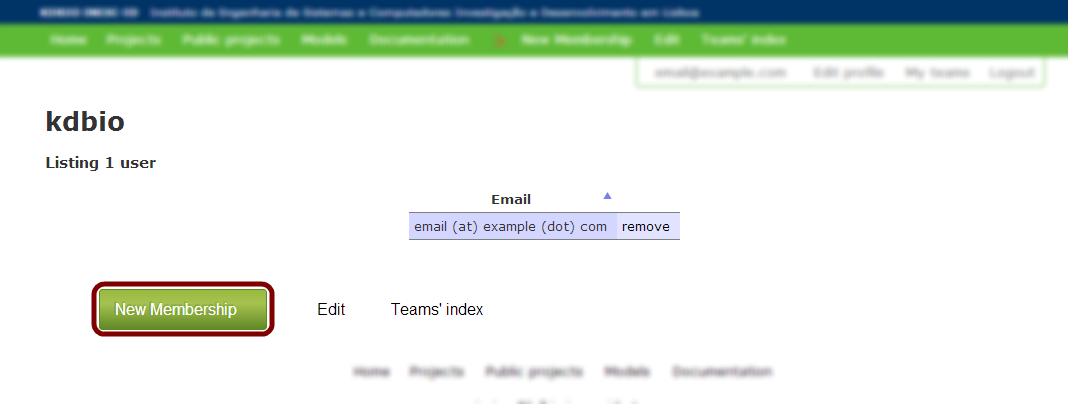 KDBIO INESC-ID Instituto de Engenharia de Sistemas e Computadores Investigação e Desenvolvimento em Lisboa
Home Projects Public projects Models Documentation New Membership Edit Teams' index
email@example.com Edit profile My teams Logout
kdbio
Listing 1 user
Email
email (at) example (dot) com remove
New Membership Edit Teams' index
Home Projects Public projects Models Documentation